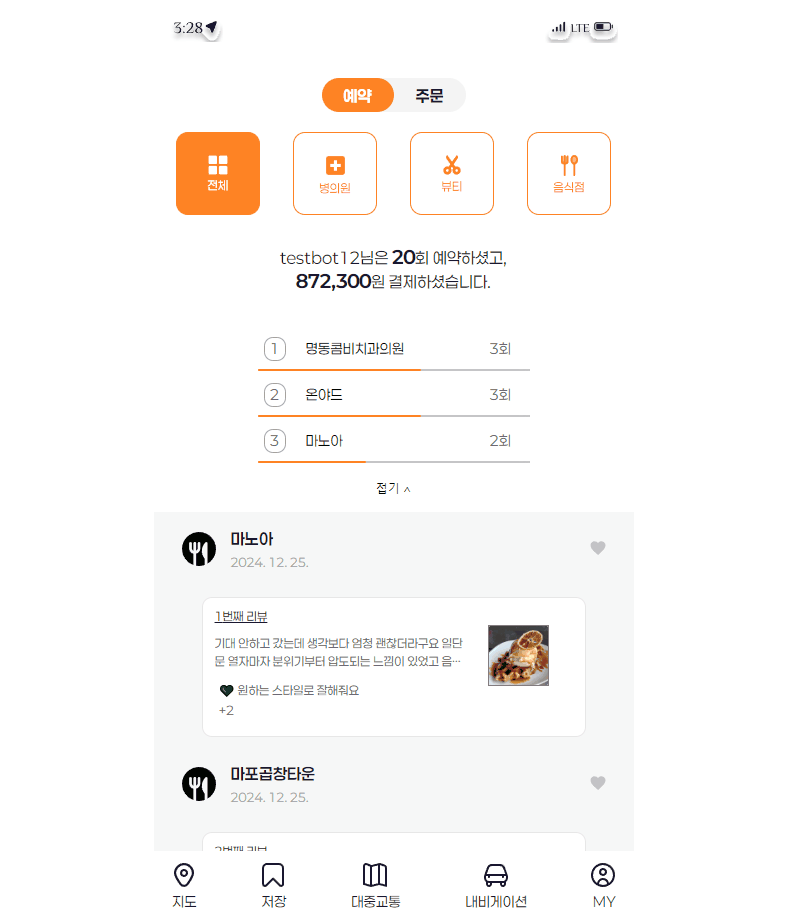 3:28
LTE
예약 주문
전체 병의원 뷰티 음식점
testbot12님은 20회 예약하셨고,
872,300원 결제하셨습니다.
1 명동콤비치과의원 3회
2 온야드 3회
3 마노아 2회
접기 ^
마노아
2024. 12. 25.
1번째 리뷰
기대 안하고 갔는데 생각보다 엄청 괜찮더라구요 일단
문 열자마자 분위기부터 압도되는 느낌이 있었고 음…
원하는 스타일로 잘해줘요
+2
마포곱창타운
2024. 12. 25.
지도 저장 대중교통 내비게이션 MY